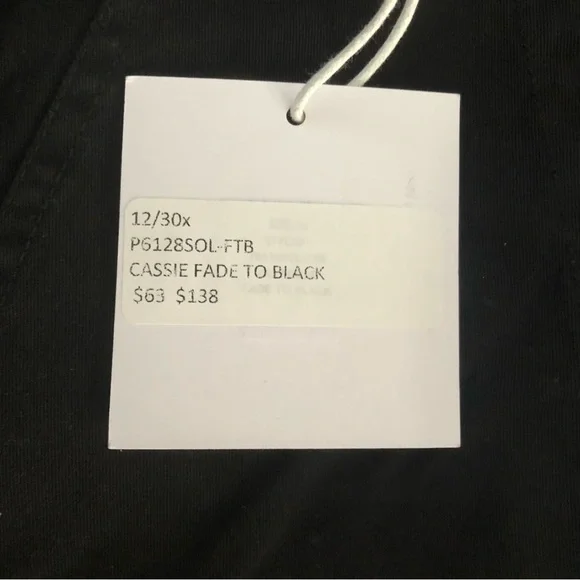 12/30x
P6128SOL-FTB
CASSIE FADE TO BLACK
$63 $138